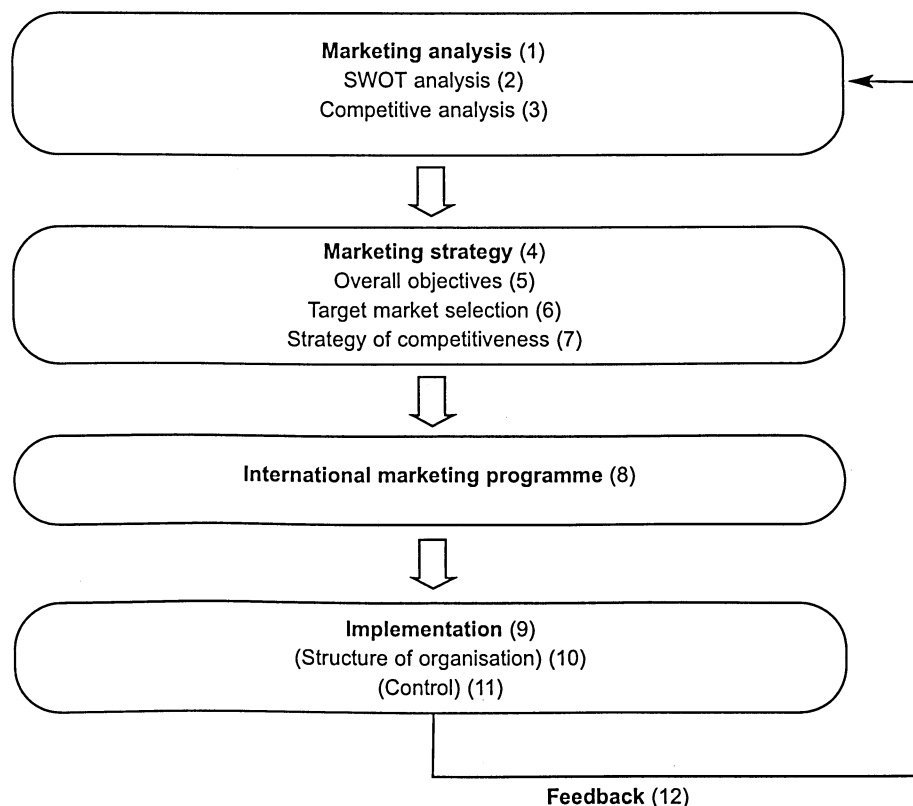 Marketing analysis (1)
SWOT analysis (2)
Competitive analysis (3)
Marketing strategy (4)
Overall objectives (5)
Target market selection (6)
Strategy of competitiveness (7)
International marketing programme (8)
Implementation (9)
(Structure of organisation) (10)
(Control) (11)
Feedback (12)